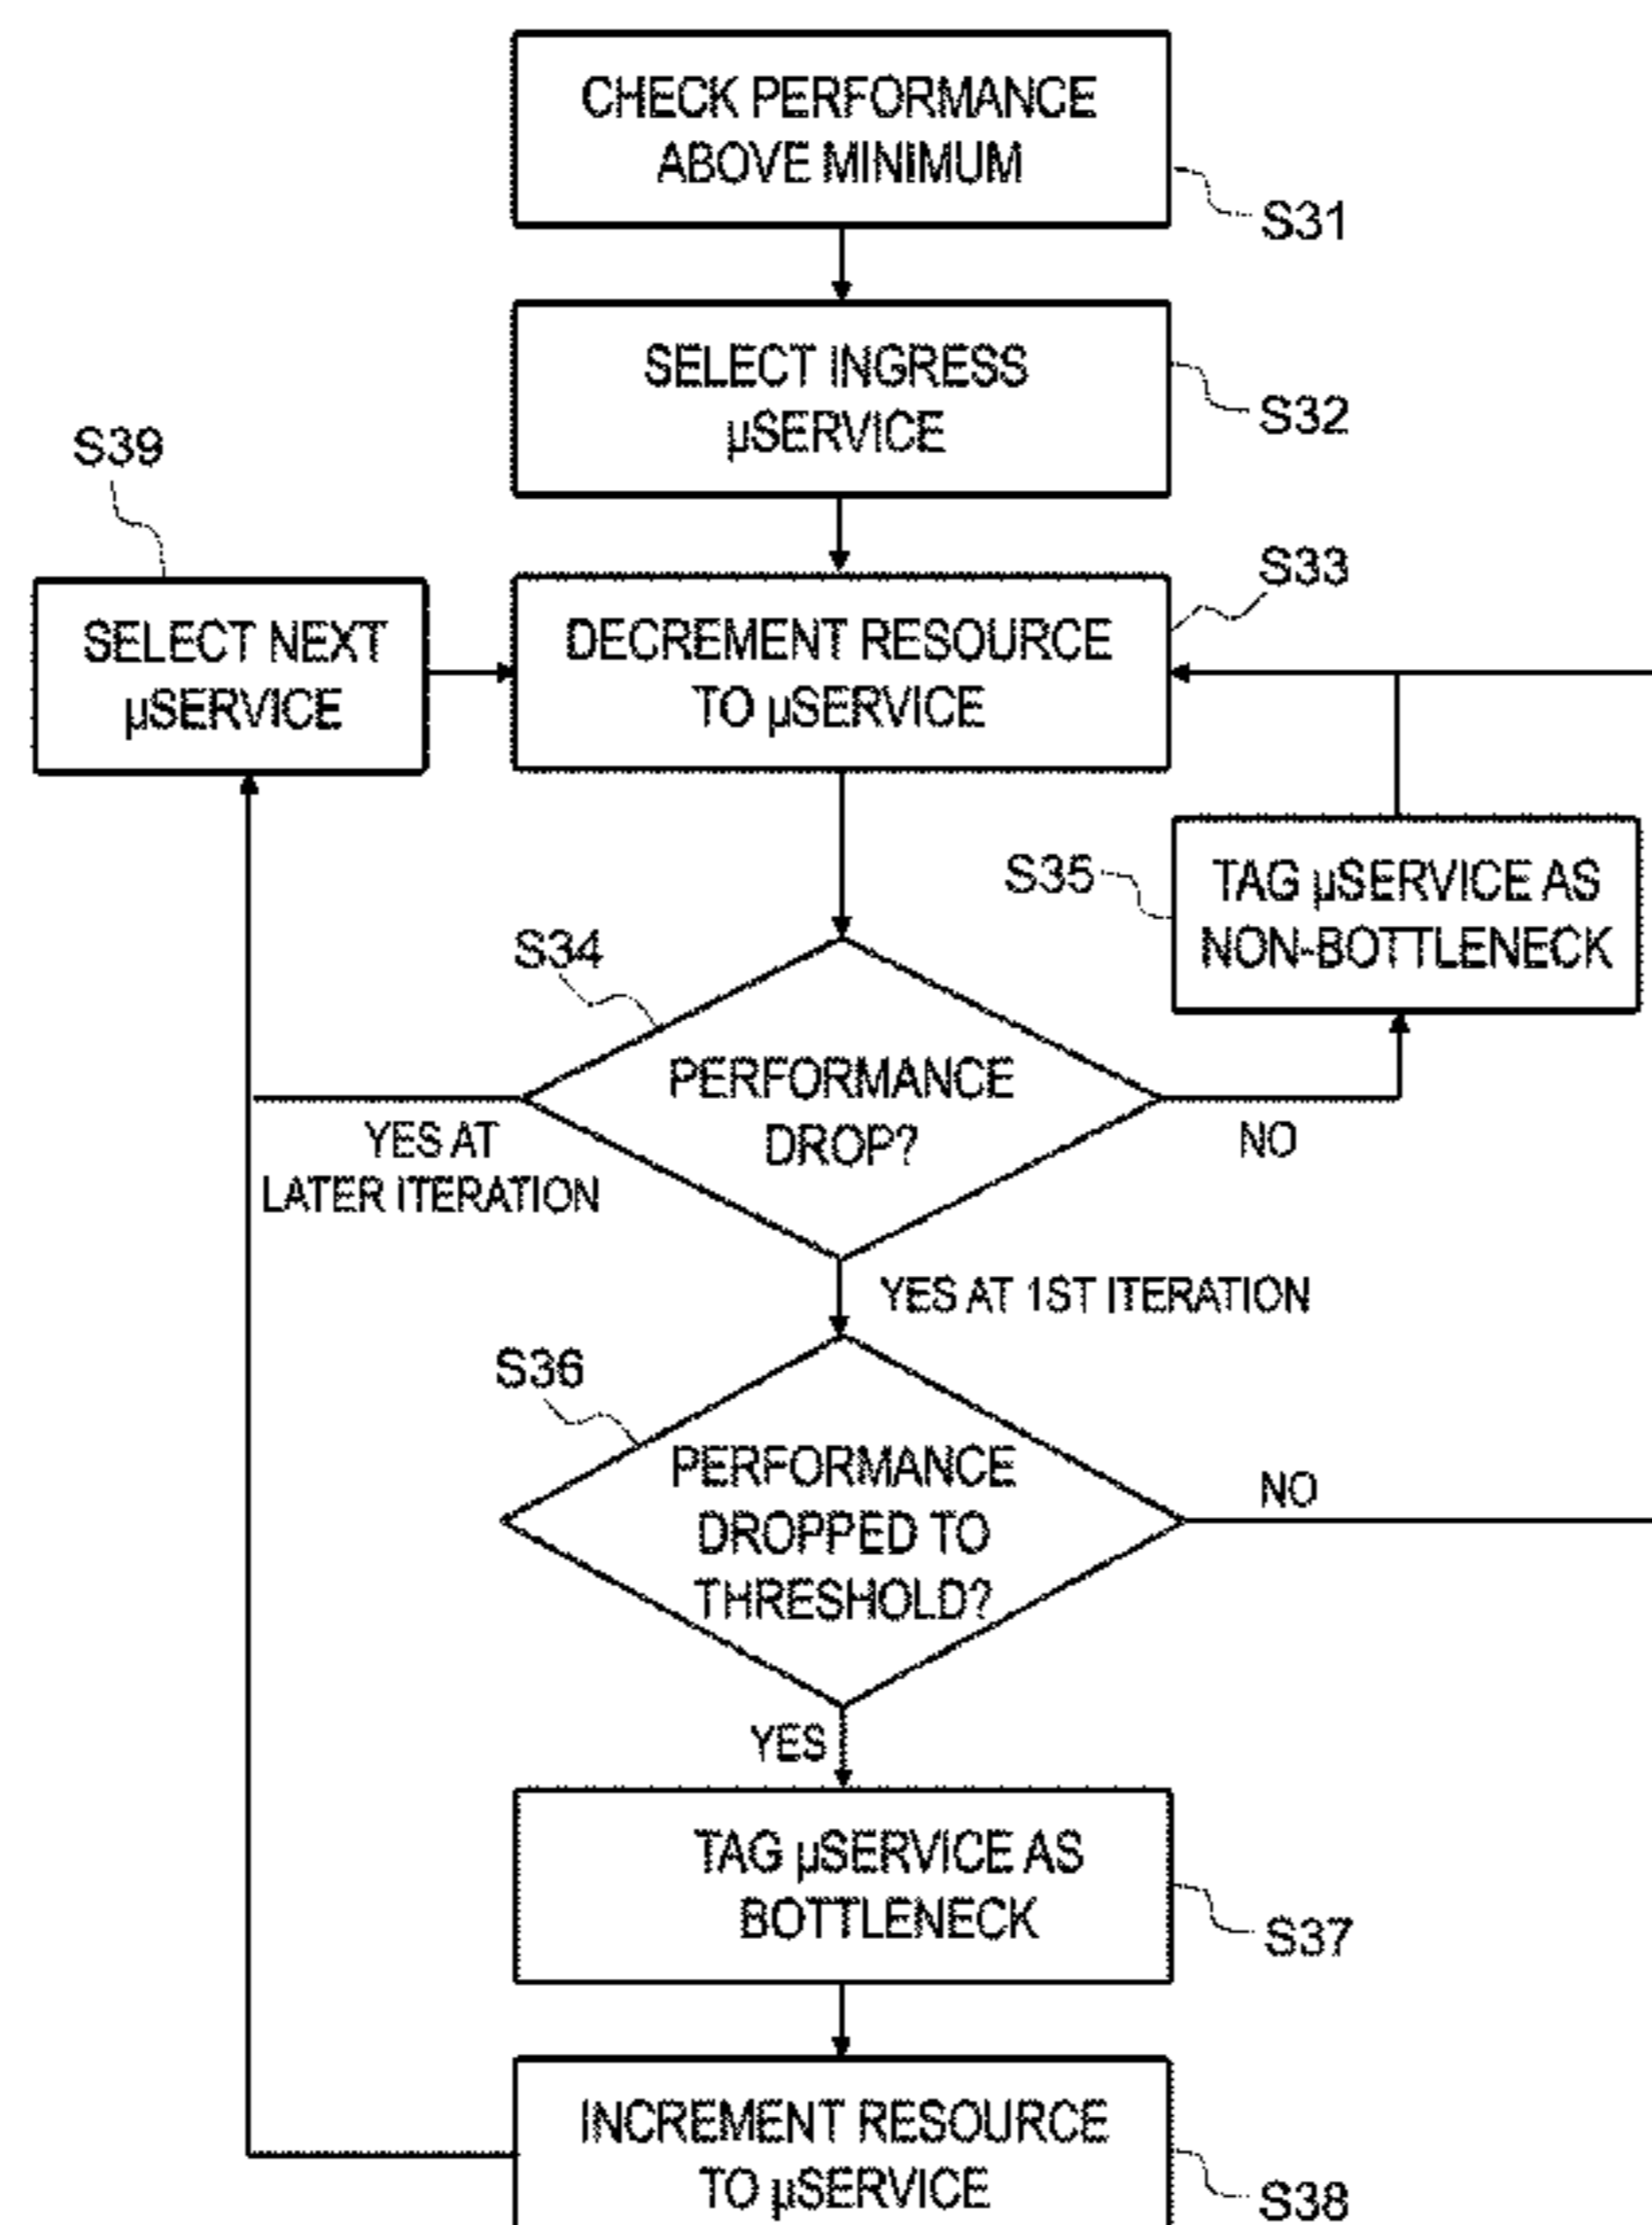 CHECK PERFORMANCE
ABOVE MINIMUM
S31
SELECT INGRESS
µSERVICE
S32
S39
SELECT NEXT
µSERVICE
S33
DECREMENT RESOURCE
TO µSERVICE
S35
TAG µSERVICE AS
NON-BOTTLENECK
S34
PERFORMANCE
DROP?
YES AT
LATER ITERATION
NO
YES AT 1ST ITERATION
S36
PERFORMANCE
DROPPED TO
THRESHOLD?
NO
YES
TAG µSERVICE AS
BOTTLENECK
S37
INCREMENT RESOURCE
TO µSERVICE
S38